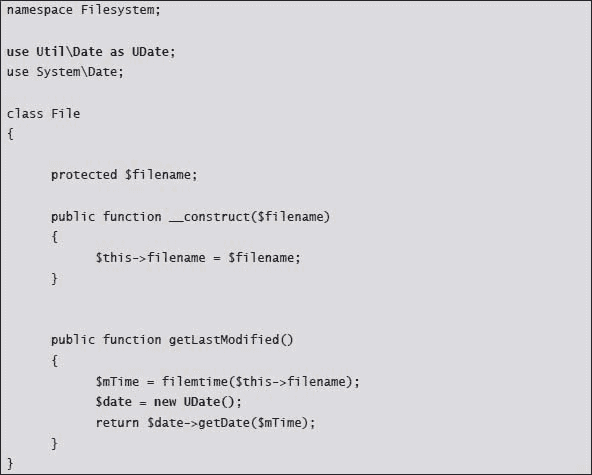 namespace Filesystem;
use Util\Date as UDate;
use System\Date;
class File
{
protected $filename;
public function __construct($filename)
{
$this->filename = $filename;
}
public function getLastModified()
{
$mTime = filemtime($this->filename);
$date = new UDate();
return $date->getDate($mTime);
}
}